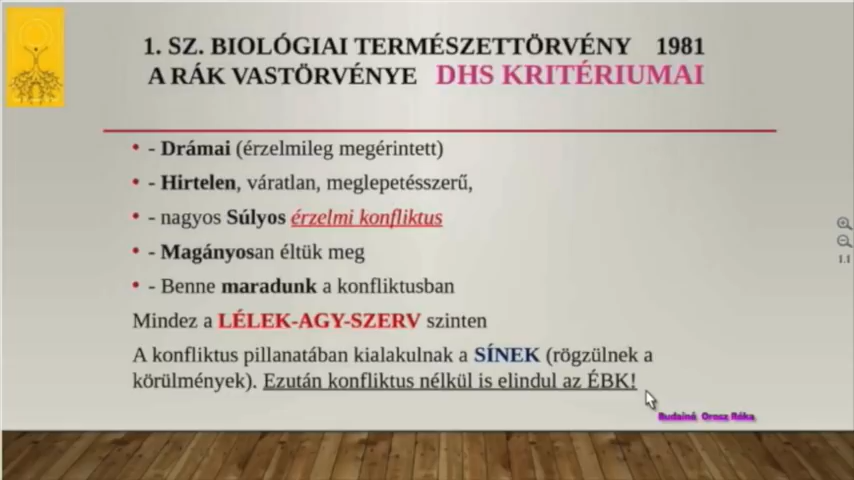 1. SZ. BIOLÓGIAI TERMÉSZETTÖRVÉNY 1981
A RÁK VASTÖRVÉNYE DHS KRITÉRIUMAI
- Drámai (érzelmileg megérintett)
- Hirtelen, váratlan, meglepetésszerű,
- nagyos Súlyos érzelmi konfliktus
- Magányosan éltük meg
- Benne maradunk a konfliktusban
Mindez a LÉLEK-AGY-SZERV szinten
A konfliktus pillanatában kialakulnak a SÍNEK (rögzülnek a
körülmények). Ezután konfliktus nélkül is elindul az ÉBK!
Budainé Orosz Réka
1.1